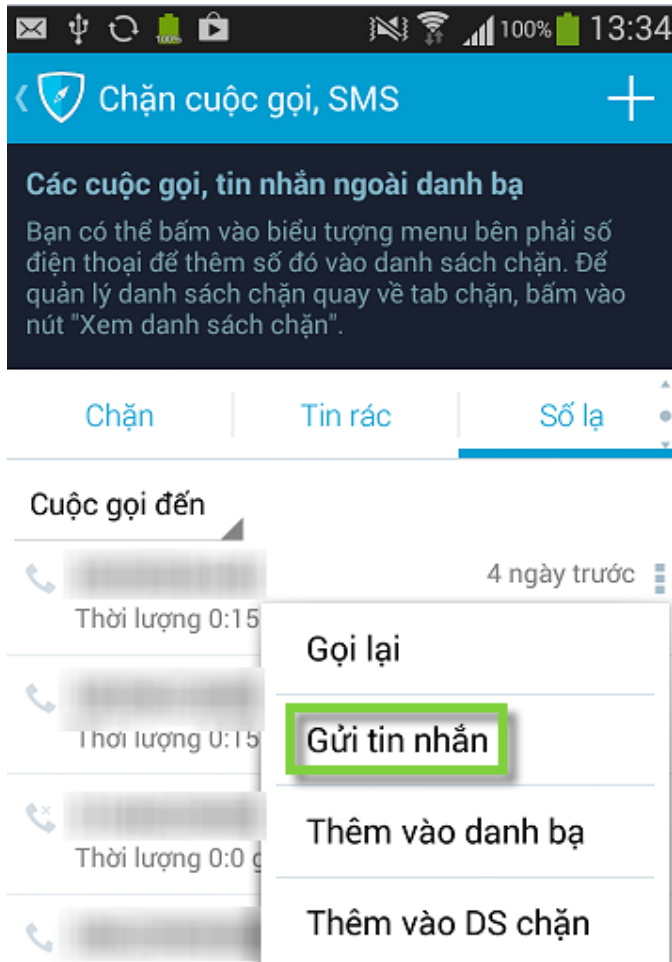 100% 13:34
Chặn cuộc gọi, SMS
Các cuộc gọi, tin nhắn ngoài danh bạ
Bạn có thể bấm vào biểu tượng menu bên phải số
điện thoại để thêm số đó vào danh sách chặn. Để
quản lý danh sách chặn quay về tab chặn, bấm vào
nút "Xem danh sách chặn".
Chặn Tin rác Số lạ
Cuộc gọi đến
4 ngày trước
Thời lượng 0:15
Gọi lại
Thời lượng 0:15
Gửi tin nhắn
Thêm vào danh bạ
Thời lượng 0:0
Thêm vào DS chặn